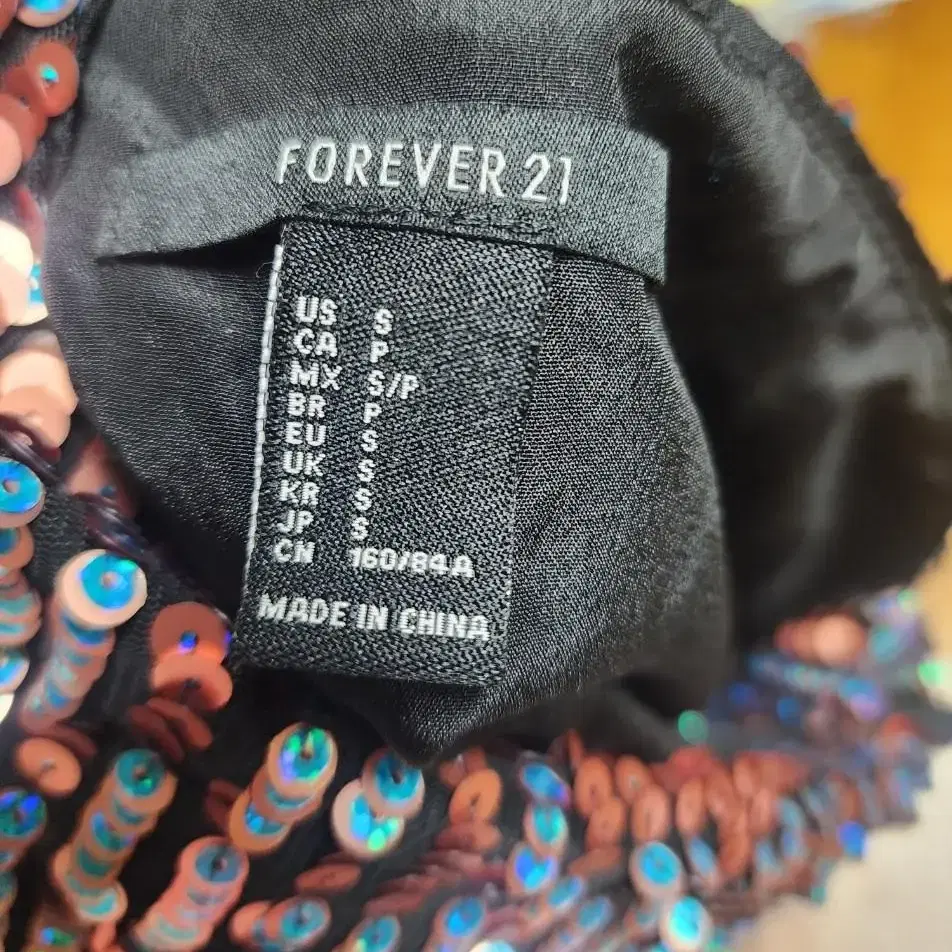 FOREVER 21
US S
CA P
MX S/P
BR P
EU S
UK S
KR S
JP S
CN 160/84A
MADE IN CHINA